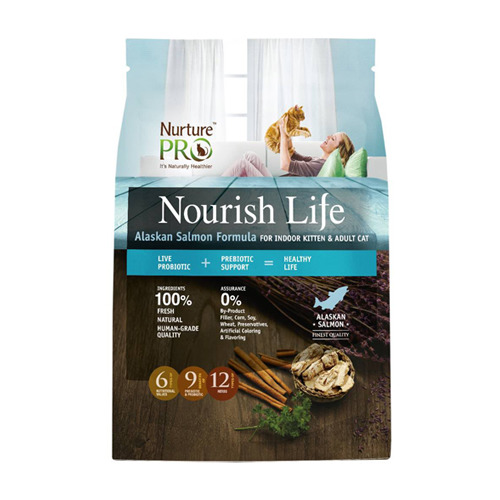 Nurture™
PRO
It's Naturally Healthier
Nourish Life
Alaskan Salmon Formula FOR INDOOR KITTEN & ADULT CAT
LIVE PROBIOTIC + PREBIOTIC SUPPORT = HEALTHY LIFE
INGREDIENTS
100%
FRESH
NATURAL
HUMAN-GRADE
QUALITY
ASSURANCE
0%
By-Product
Filler, Corn, Soy,
Wheat, Preservatives,
Artificial Coloring
& Flavoring
ALASKAN
SALMON
FINEST QUALITY
6
9
12